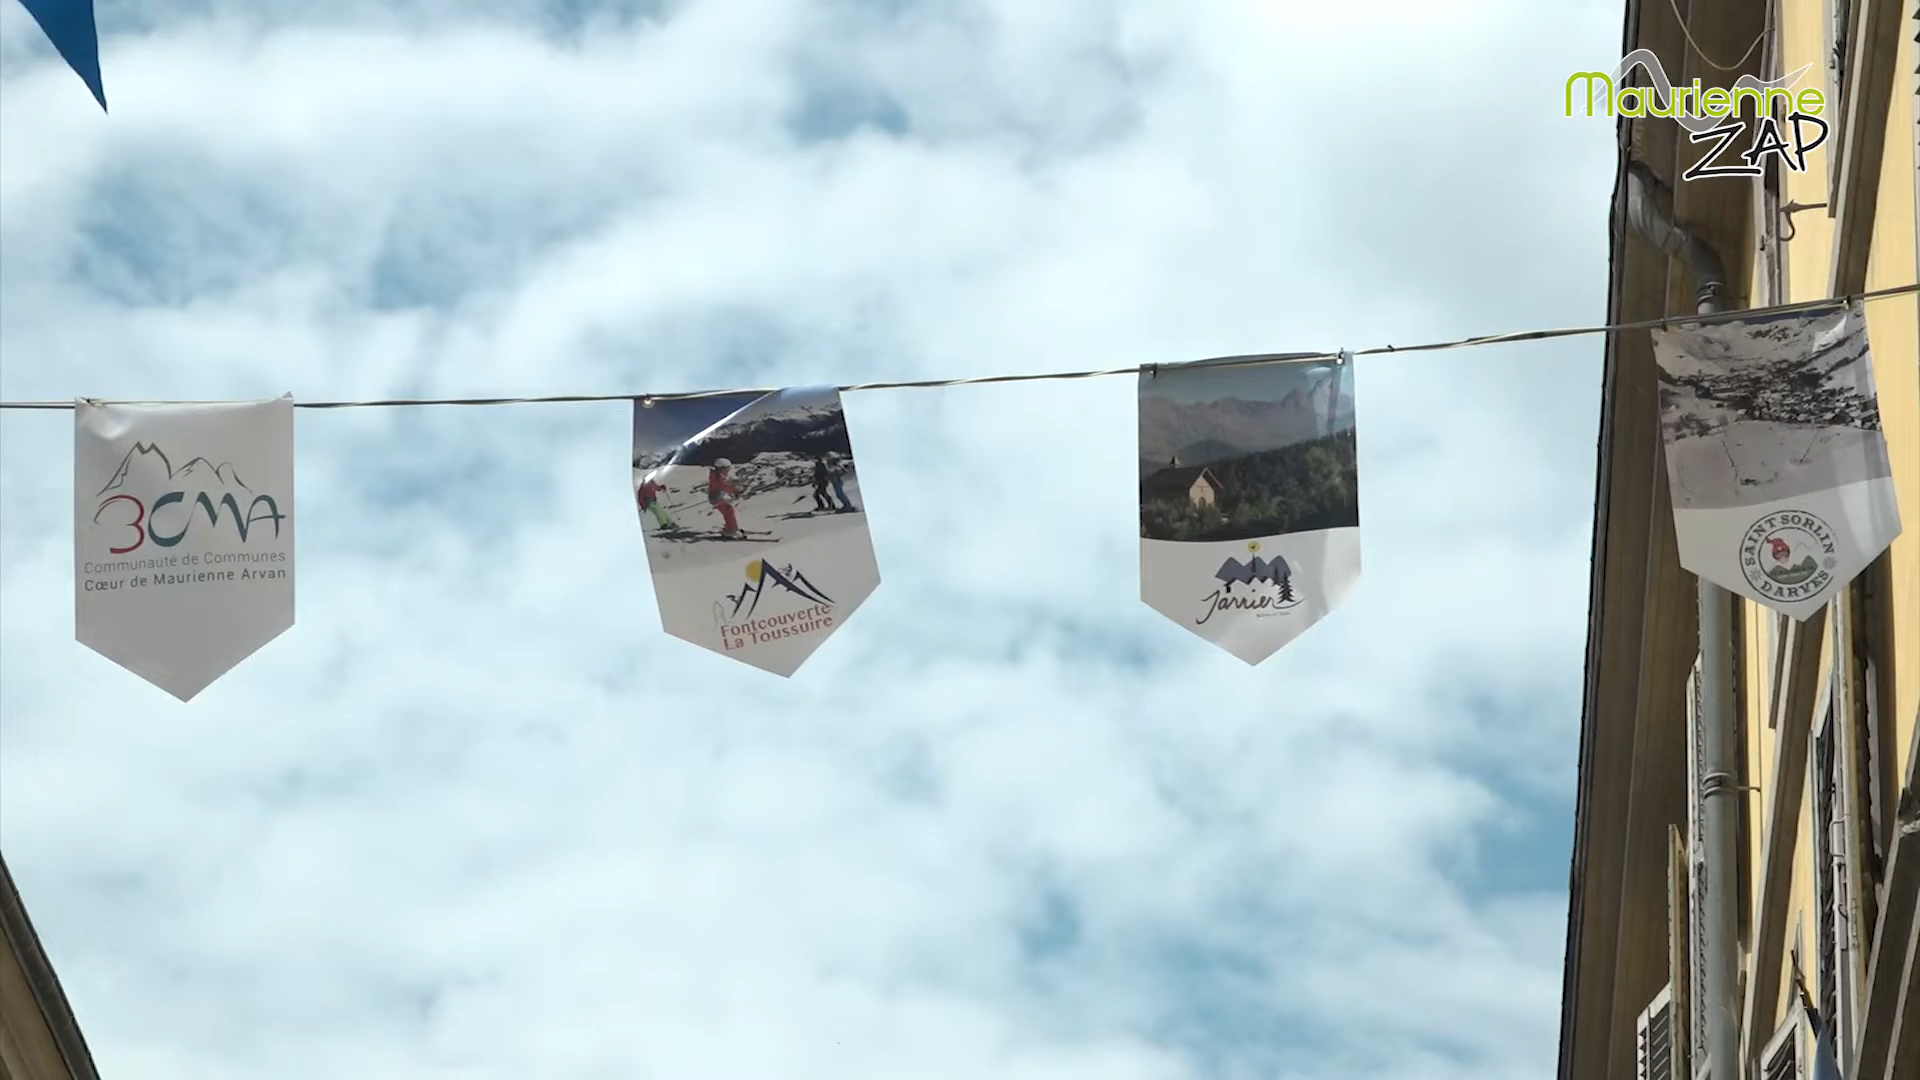 Maurienne
ZAP
3CMA
Communauté de Communes
Cœur de Maurienne Arvan
Fontcouverte
La Toussuire
Jarrier
SAINT SORLIN
D'ARVES